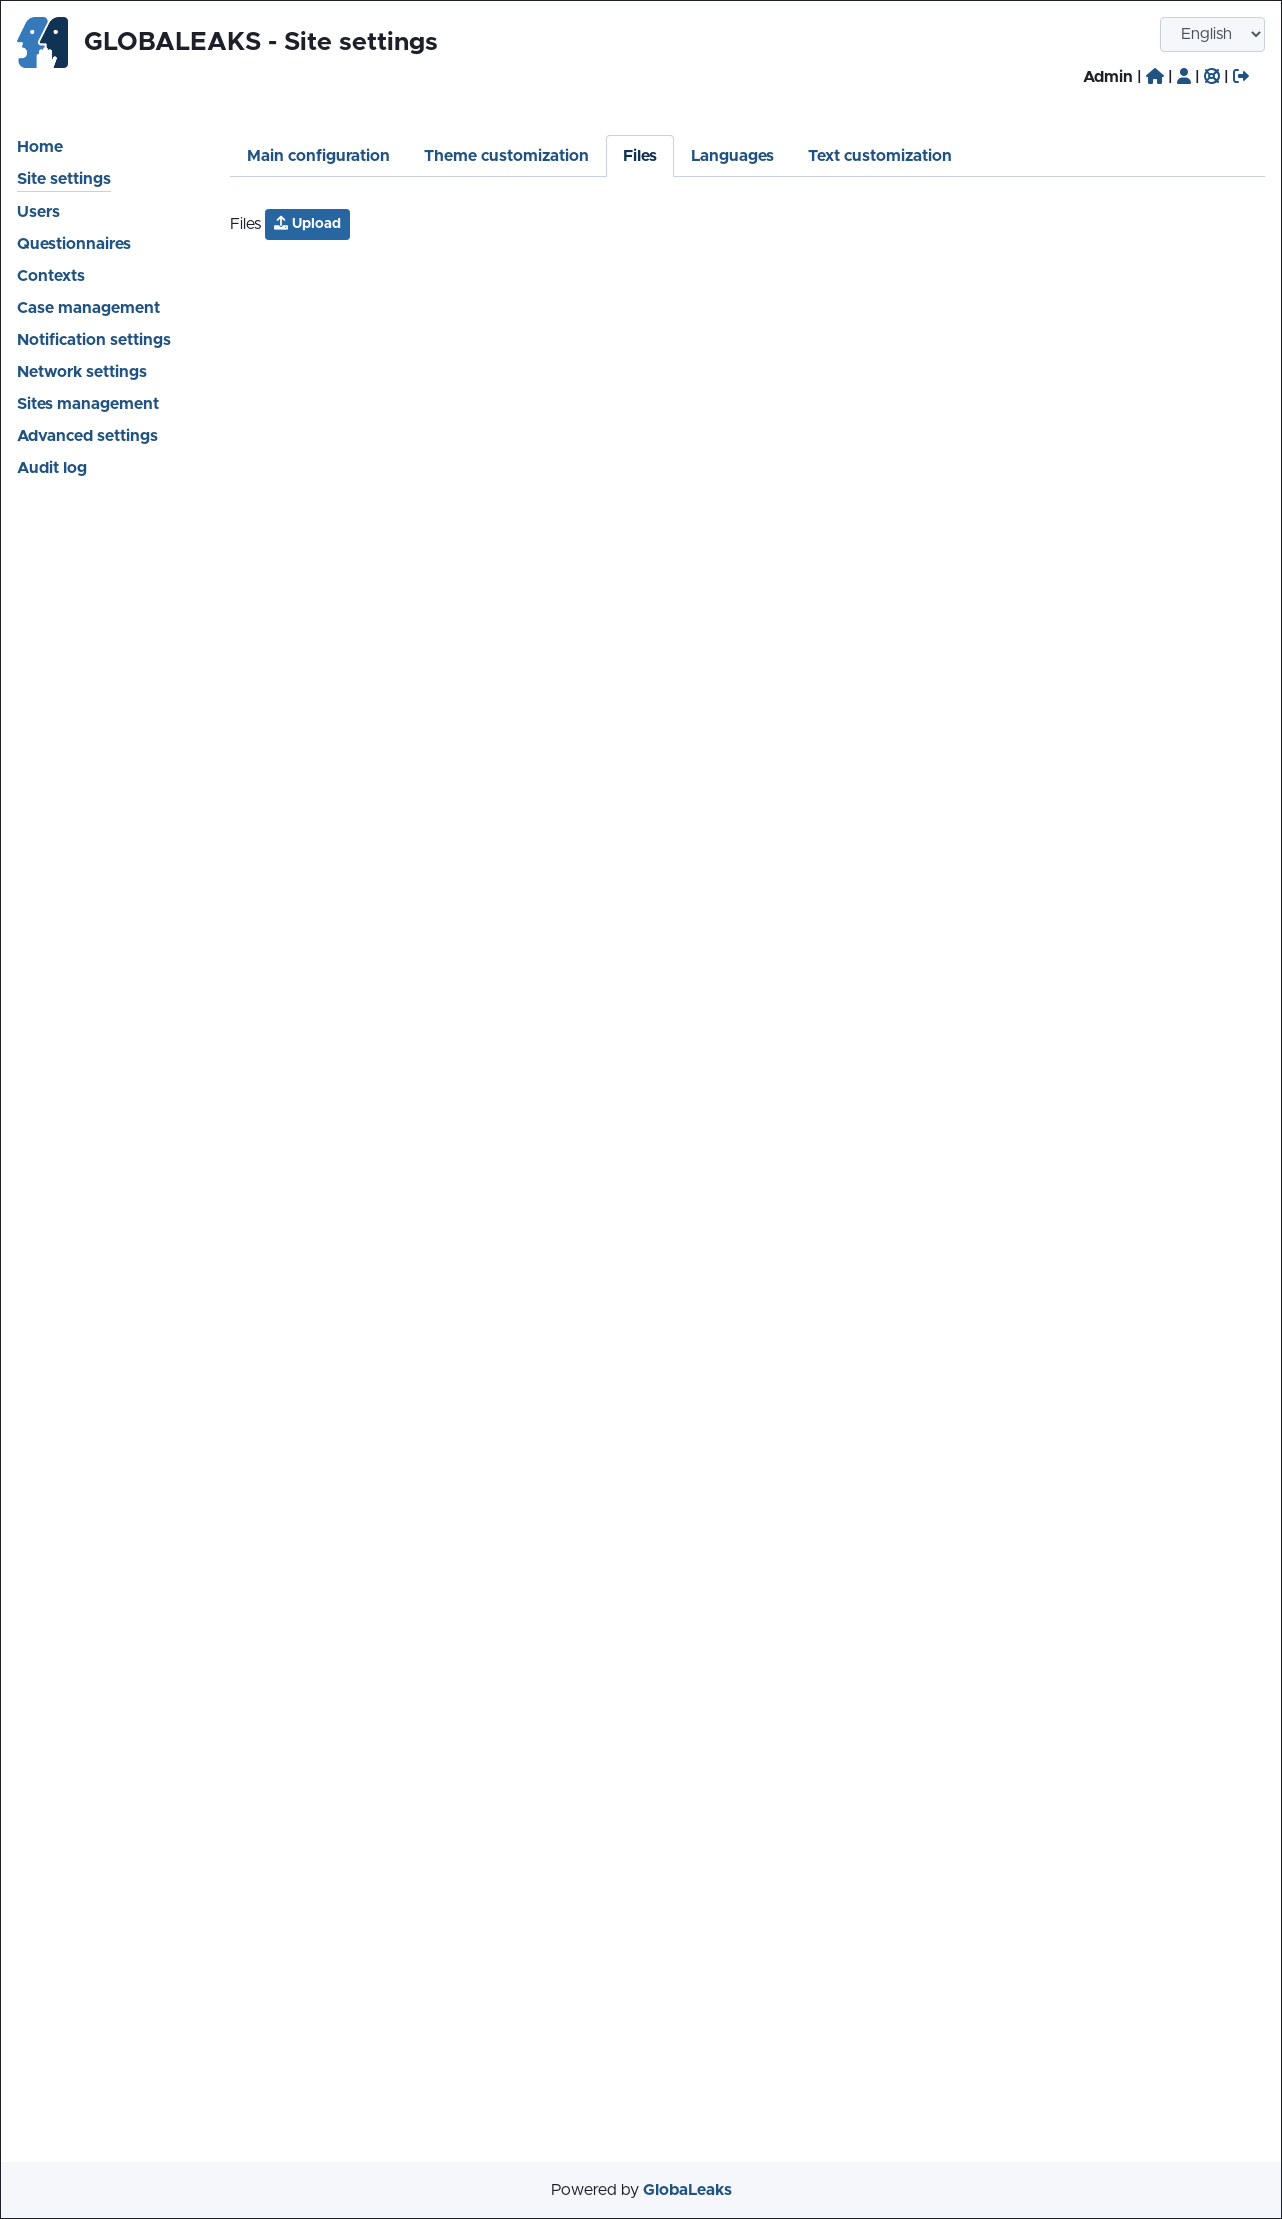 GLOBALEAKS - Site settings
English
Admin | | | |
Home
Site settings
Users
Questionnaires
Contexts
Case management
Notification settings
Network settings
Sites management
Advanced settings
Audit log
Main configuration Theme customization Files Languages Text customization
Files Upload
Powered by GlobaLeaks